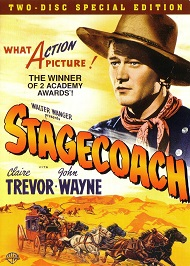 TWO-DISC SPECIAL EDITION
WHAT ACTION
A PICTURE!
THE WINNER
OF 2 ACADEMY
AWARDS!
WALTER WANGER
PRESENTS
STAGECOACH
WITH
Claire John
TREVOR-WAYNE